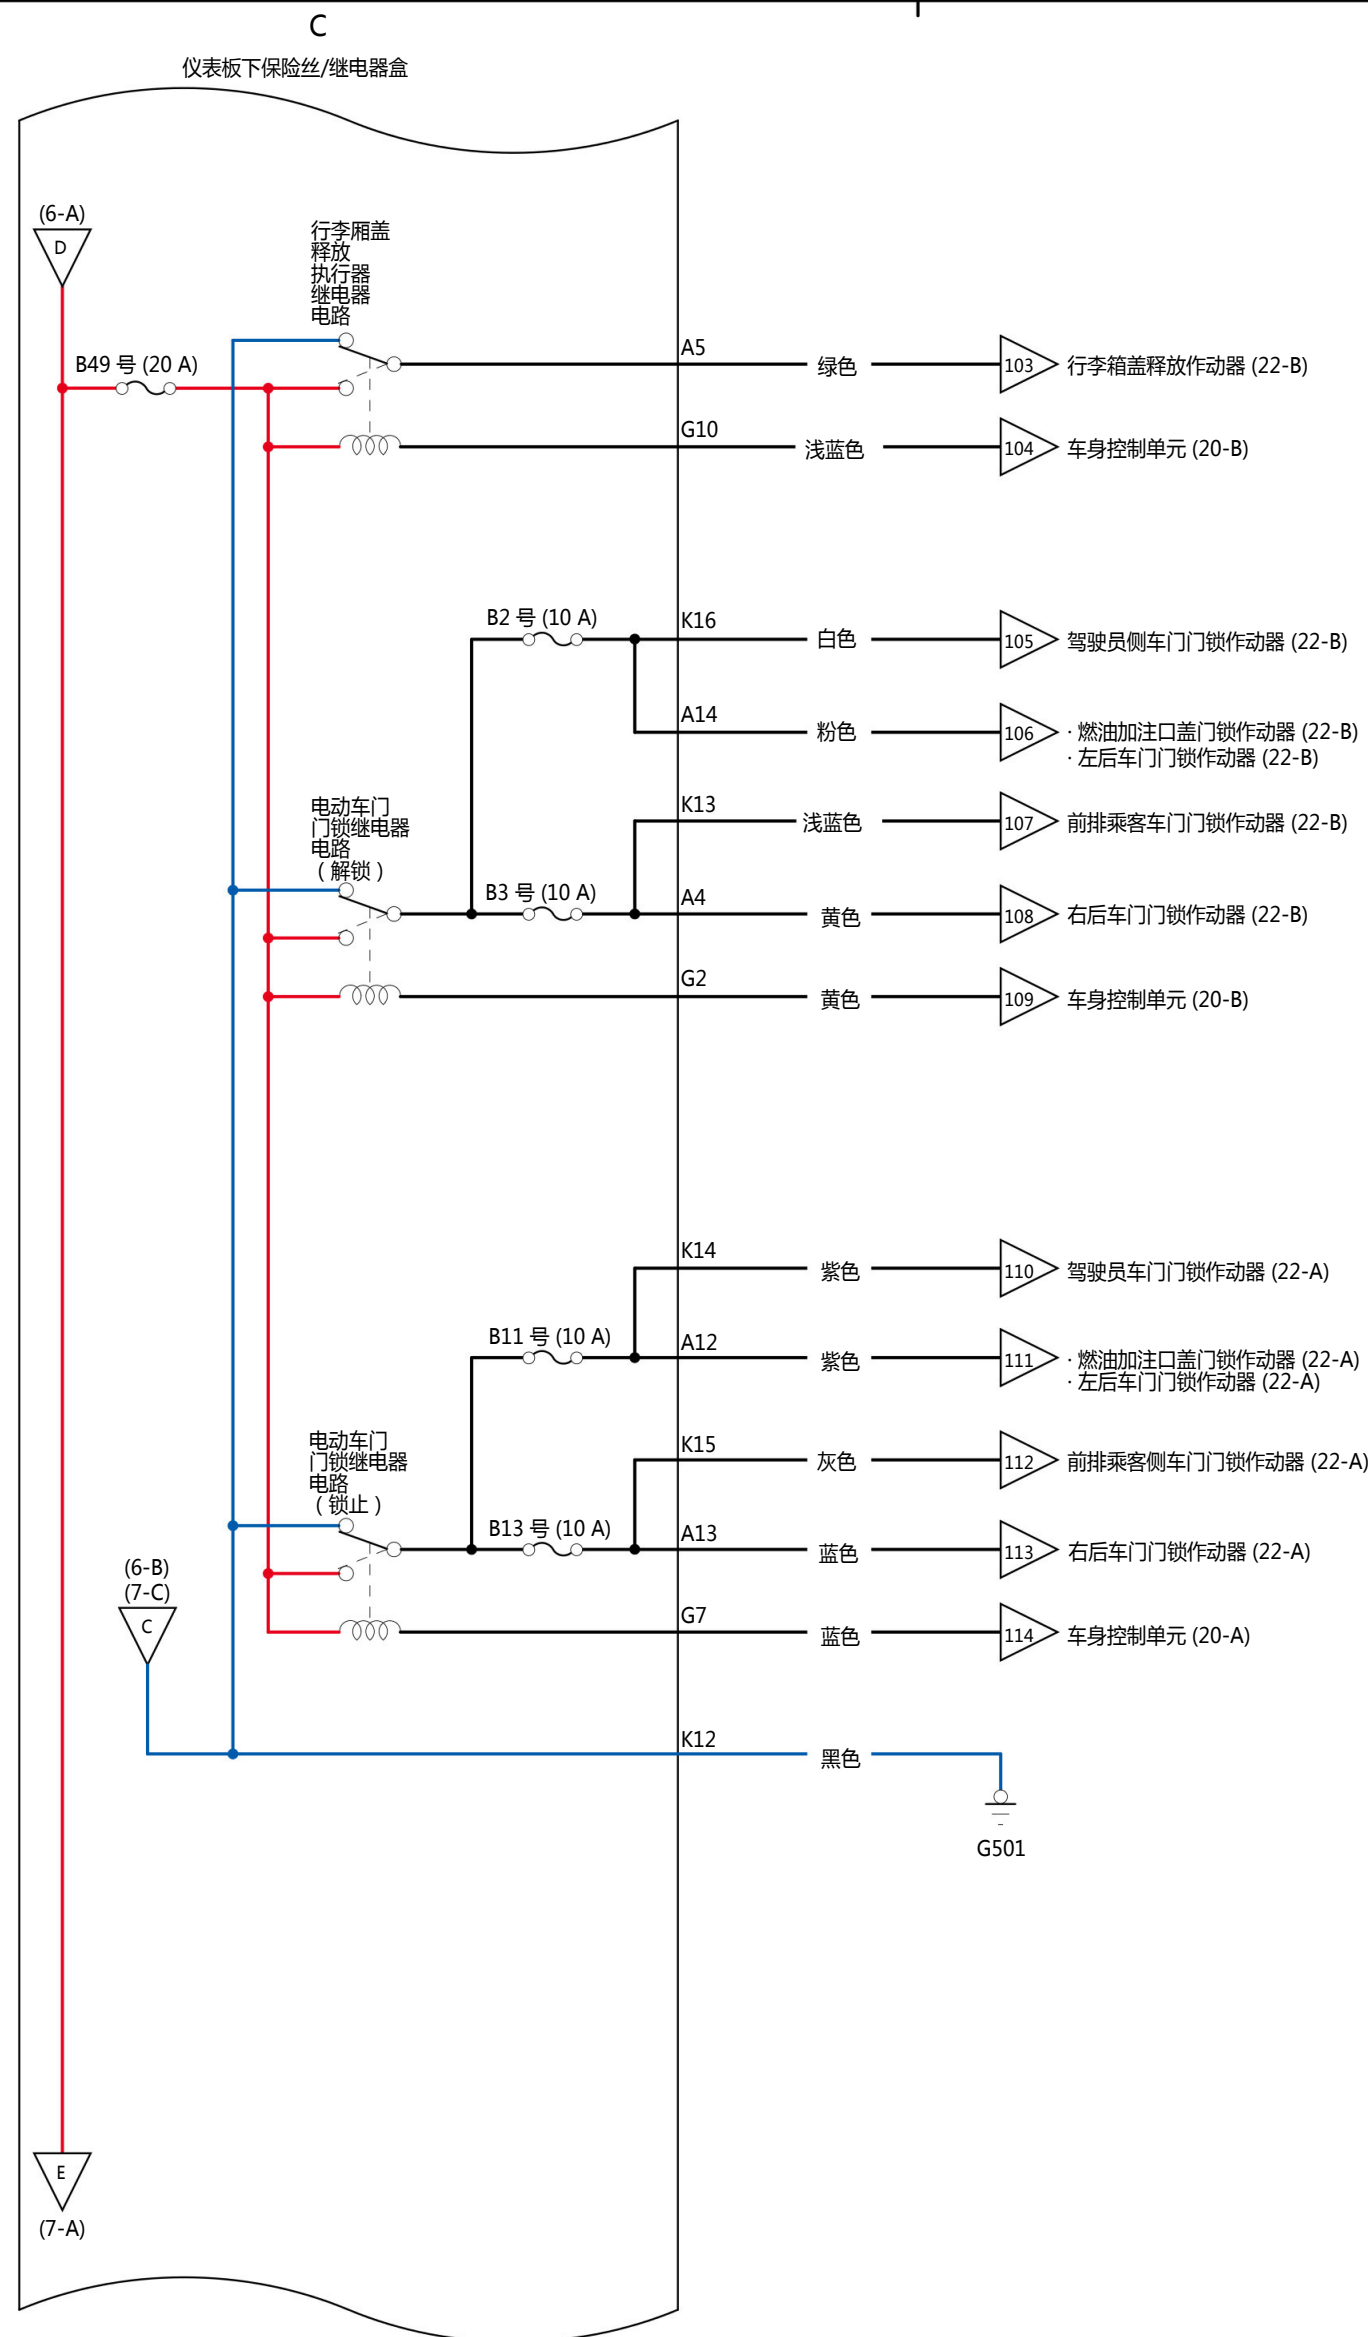 C
仪表板下保险丝/继电器盒
(6-A)
D
行李厢盖
释放
执行器
继电器
电路
B49 号 (20 A)
A5
绿色
103
行李箱盖释放作动器 (22-B)
G10
浅蓝色
104
车身控制单元 (20-B)
B2 号 (10 A)
K16
白色
105
驾驶员侧车门门锁作动器 (22-B)
A14
粉色
106
· 燃油加注口盖门锁作动器 (22-B)
· 左后车门门锁作动器 (22-B)
电动车门
门锁继电器
电路
( 解锁 )
K13
浅蓝色
107
前排乘客车门门锁作动器 (22-B)
B3 号 (10 A)
A4
黄色
108
右后车门门锁作动器 (22-B)
G2
黄色
109
车身控制单元 (20-B)
K14
紫色
110
驾驶员车门门锁作动器 (22-A)
B11 号 (10 A)
A12
紫色
111
· 燃油加注口盖门锁作动器 (22-A)
· 左后车门门锁作动器 (22-A)
电动车门
门锁继电器
电路
( 锁止 )
K15
灰色
112
前排乘客侧车门门锁作动器 (22-A)
B13 号 (10 A)
A13
蓝色
113
右后车门门锁作动器 (22-A)
(6-B)
(7-C)
C
G7
蓝色
114
车身控制单元 (20-A)
K12
黑色
G501
E
(7-A)